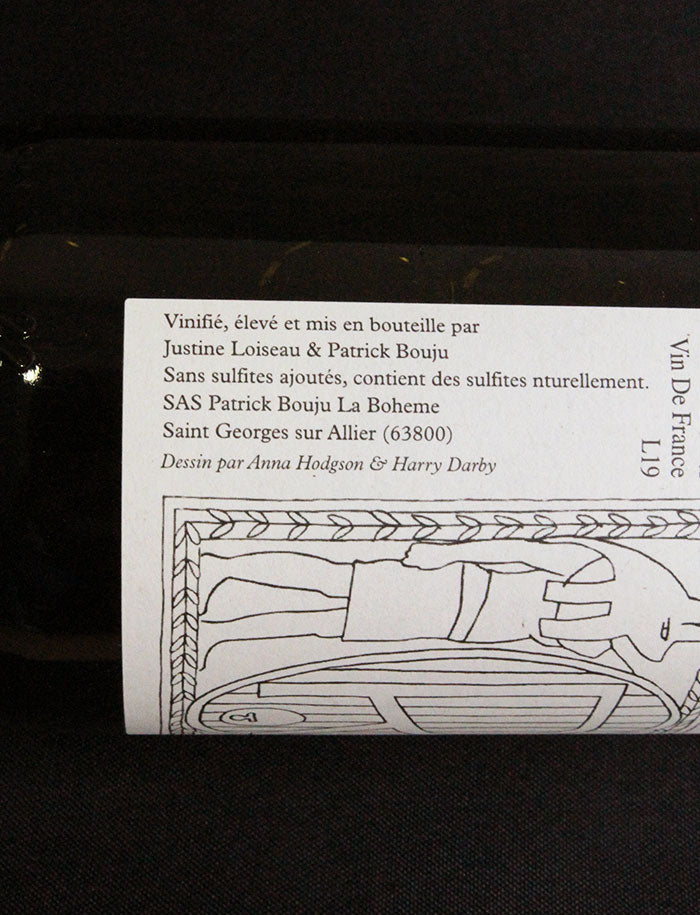 Vinifié, élevé et mis en bouteille par
Justine Loiseau & Patrick Bouju
Sans sulfites ajoutés, contient des sulfites nturellement.
SAS Patrick Bouju La Boheme
Saint Georges sur Allier (63800)
Dessin par Anna Hodgson & Harry Darby
Vin De France
L19